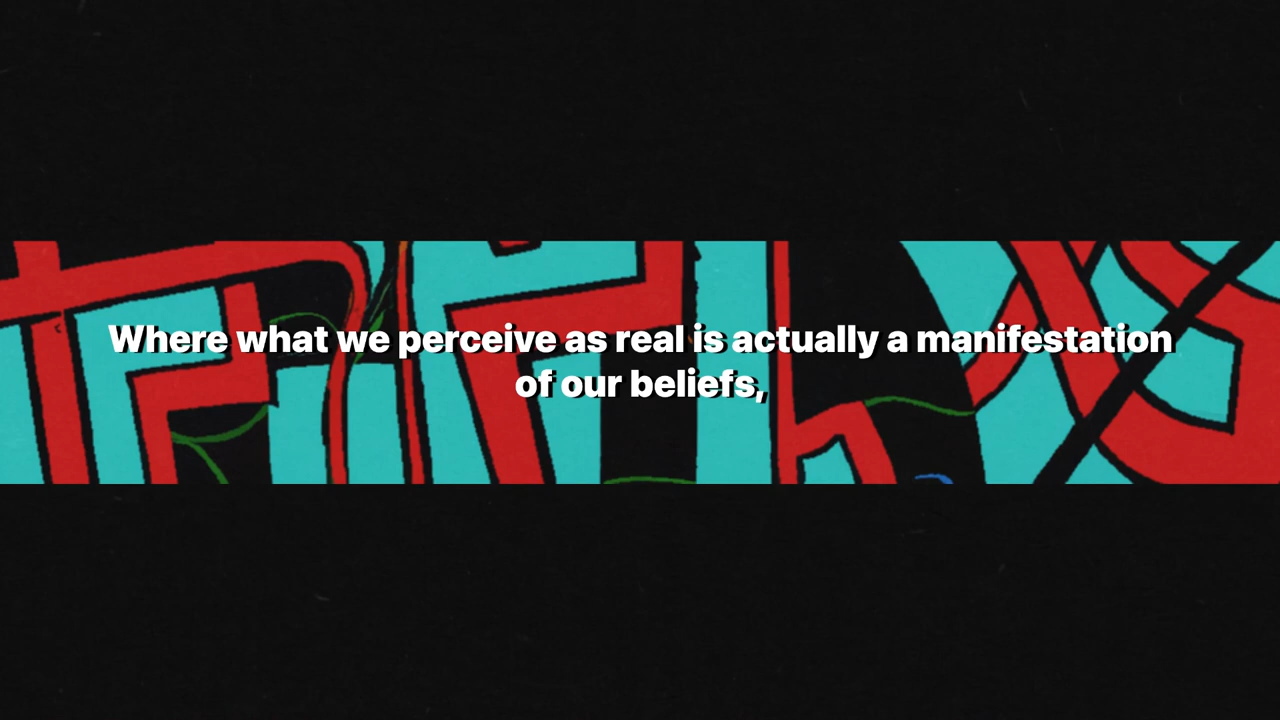 Where what we perceive as real is actually a manifestation
of our beliefs,